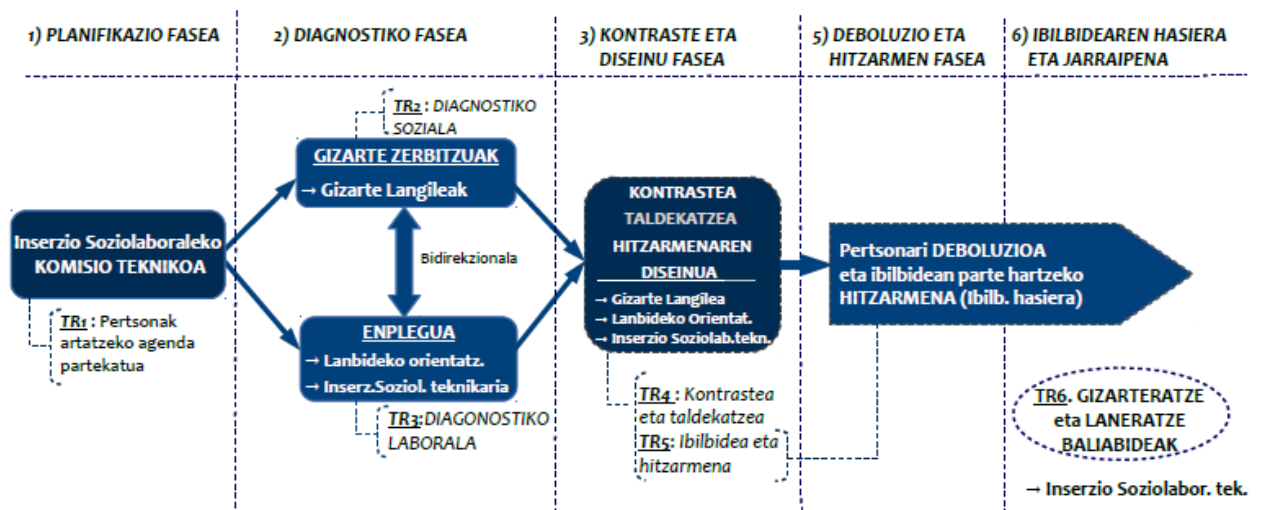 1) PLANIFIKAZIO FASEA
2) DIAGNOSTIKO FASEA
3) KONTRASTE ETA
DISEINU FASEA
5) DEBOLUZIO ETA
HITZARMEN FASEA
6) IBILBIDEAREN HASIERA
ETA JARRAIPENA
Inserzio Soziolaboraleko
KOMISIO TEKNIKOA
TR1 : Pertsonak
artatzeko agenda
partekatua
TR2 : DIAGNOSTIKO
SOZIALA
GIZARTE ZERBITZUAK
→ Gizarte Langileak
Bidirekzionala
ENPLEGUA
→ Lanbideko orientatz.
→ Inserz.Soziol. teknikaria
TR3:DIAGONOSTIKO
LABORALA
KONTRASTEA
TALDEKATZEA
HITZARMENAREN
DISEINUA
→ Gizarte Langilea
→ Lanbideko Orientat.
→ Inserzio Soziolab.tekn.
TR4 : Kontrastea
eta taldekatzea
TR5: Ibilbidea eta
hitzarmena
Pertsonari DEBOLUZIOA
eta ibilbidean parte hartzeko
HITZARMENA (Ibilb. hasiera)
TR6. GIZARTERATZE
eta LANERATZE
BALIABIDEAK
→ Inserzio Soziolabor. tek.